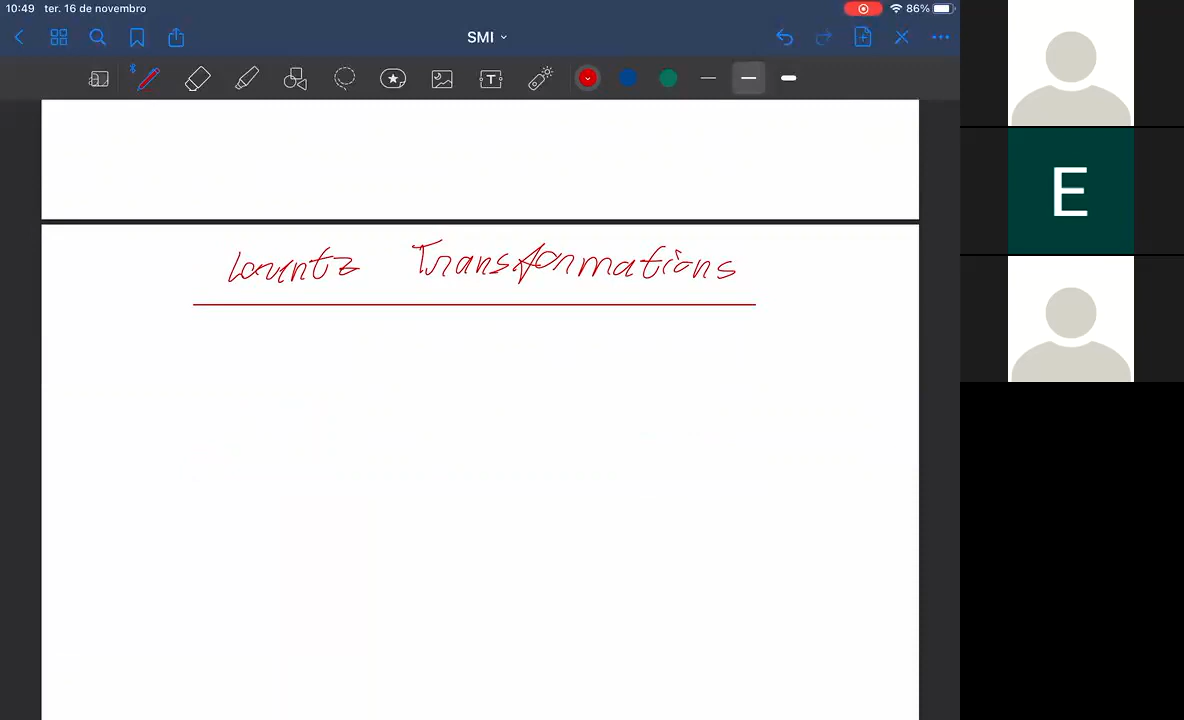 10:49 ter. 16 de novembro 86%
SMI
T
E
Lorentz Transformations